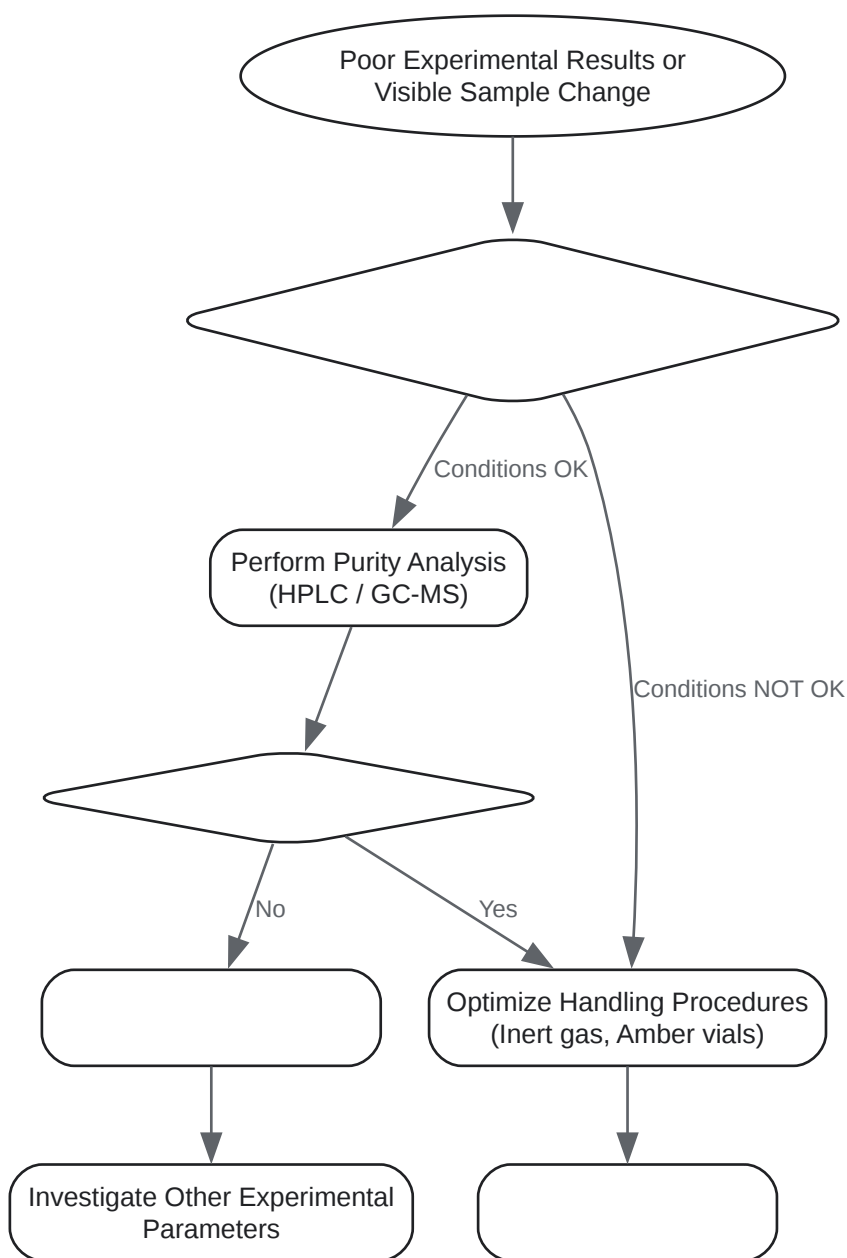 Poor Experimental Results or
Visible Sample Change
Conditions OK
Perform Purity Analysis
(HPLC / GC-MS)
Conditions NOT OK
No
Yes
Optimize Handling Procedures
(Inert gas, Amber vials)
Investigate Other Experimental
Parameters